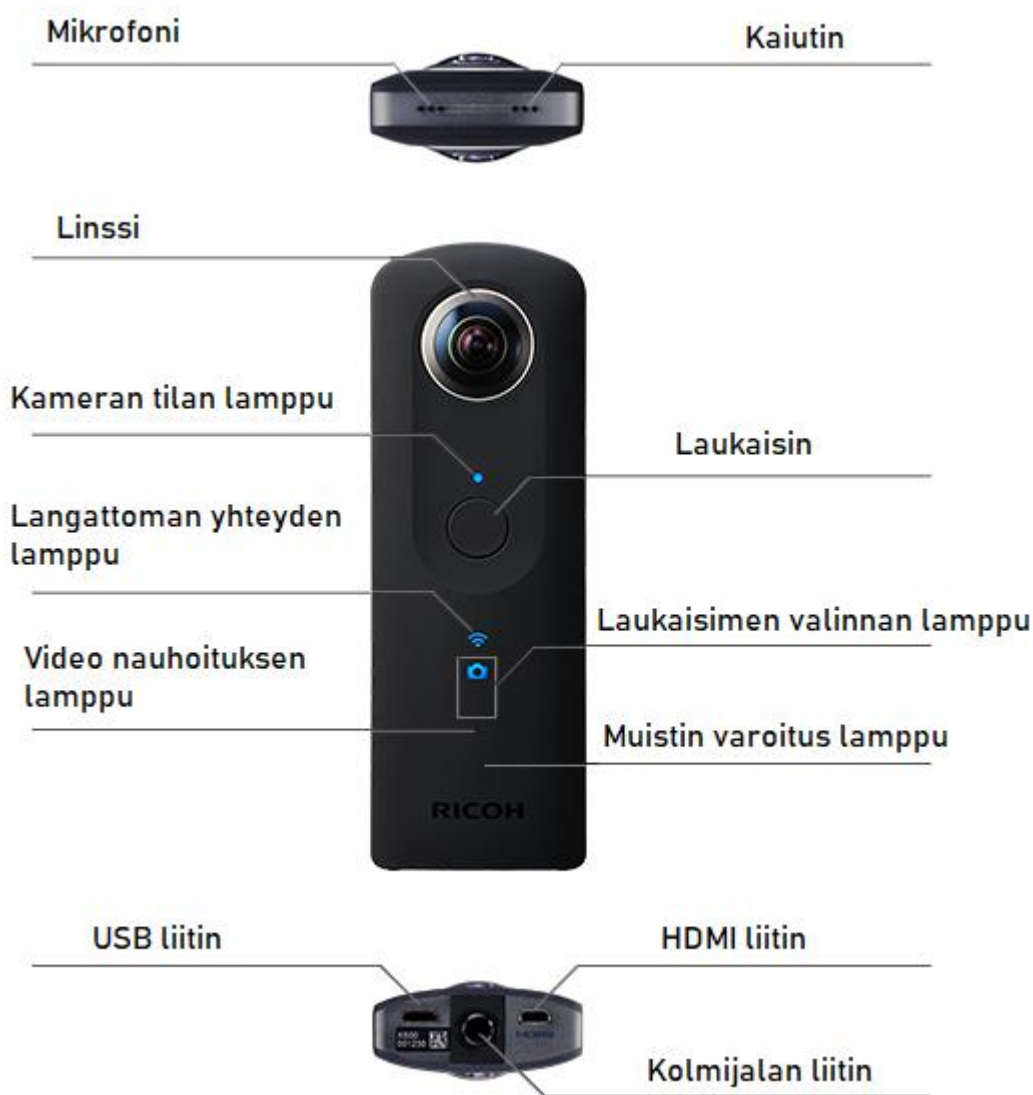 Mikrofoni
Kaiutin
Linssi
Kameran tilan lamppu
Laukaisin
Langattoman yhteyden
lamppu
Laukaisimen valinnan lamppu
Video nauhoituksen
lamppu
Muistin varoitus lamppu
RICOH
USB liitin
HDMI liitin
HDMI
Kolmijalan liitin